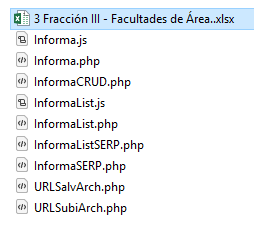 3 Fracción III - Facultades de Área..xlsx
Informa.js
Informa.php
InformaCRUD.php
InformaList.js
InformaList.php
InformaListSERP.php
InformaSERP.php
URLSalvArch.php
URLSubiArch.php